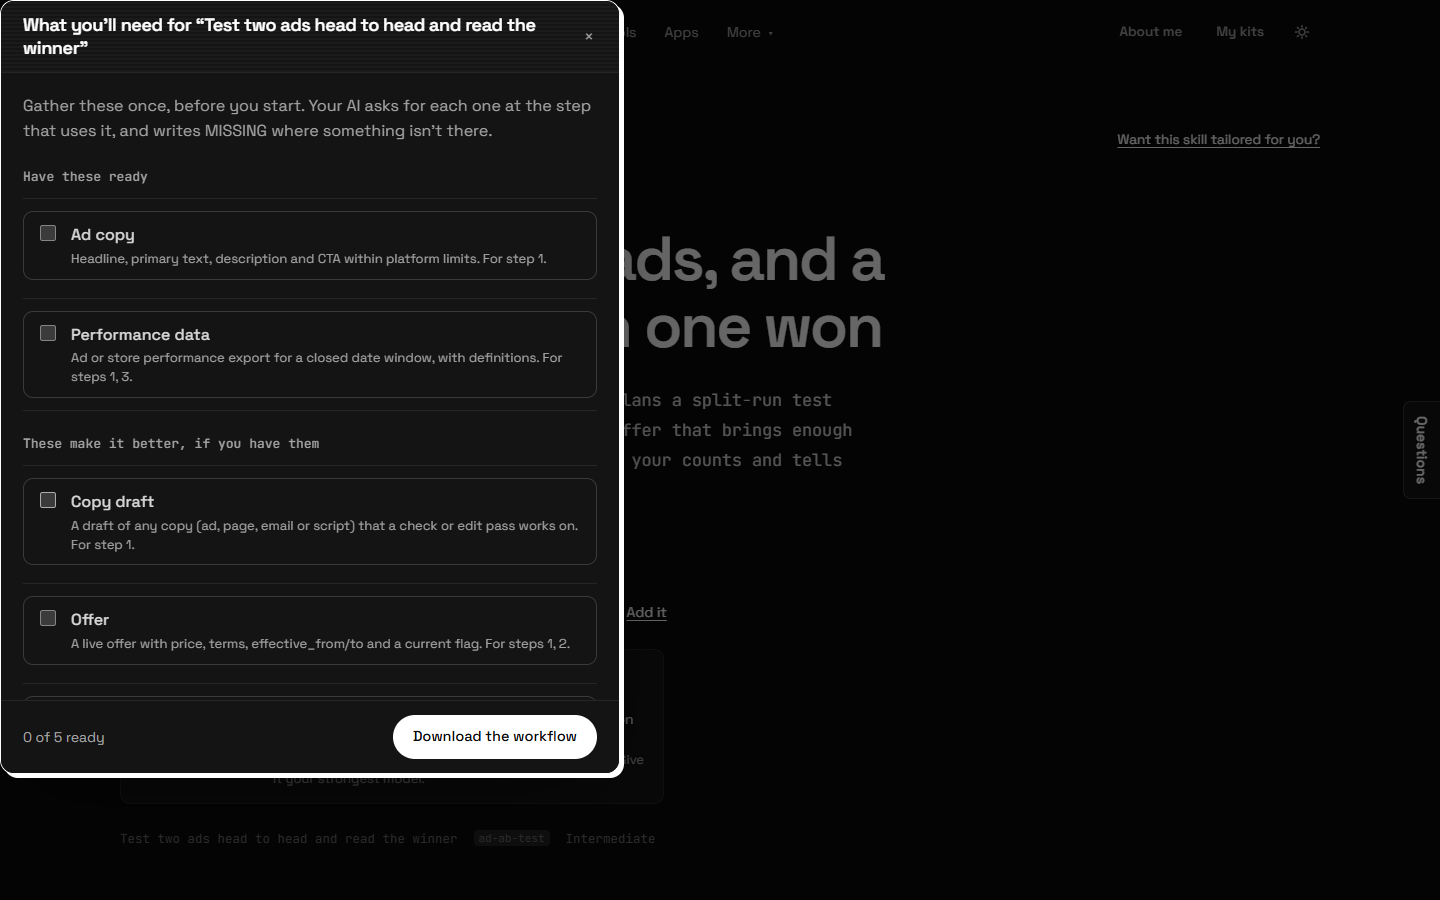 What you'll need for “Test two ads head to head and read the
winner”
×
Gather these once, before you start. Your AI asks for each one at the step
that uses it, and writes MISSING where something isn't there.
Have these ready
Ad copy
Headline, primary text, description and CTA within platform limits. For step 1.
Performance data
Ad or store performance export for a closed date window, with definitions. For
steps 1, 3.
These make it better, if you have them
Copy draft
A draft of any copy (ad, page, email or script) that a check or edit pass works on.
For step 1.
Offer
A live offer with price, terms, effective_from/to and a current flag. For steps 1, 2.
0 of 5 ready
Download the workflow
Apps
More
About me
My kits
Want this skill tailored for you?
ads, and a
one won
a split-run test
that brings enough
your counts and tells
Add it
it your strongest model.
Test two ads head to head and read the winner
ad-ab-test
Intermediate
Questions